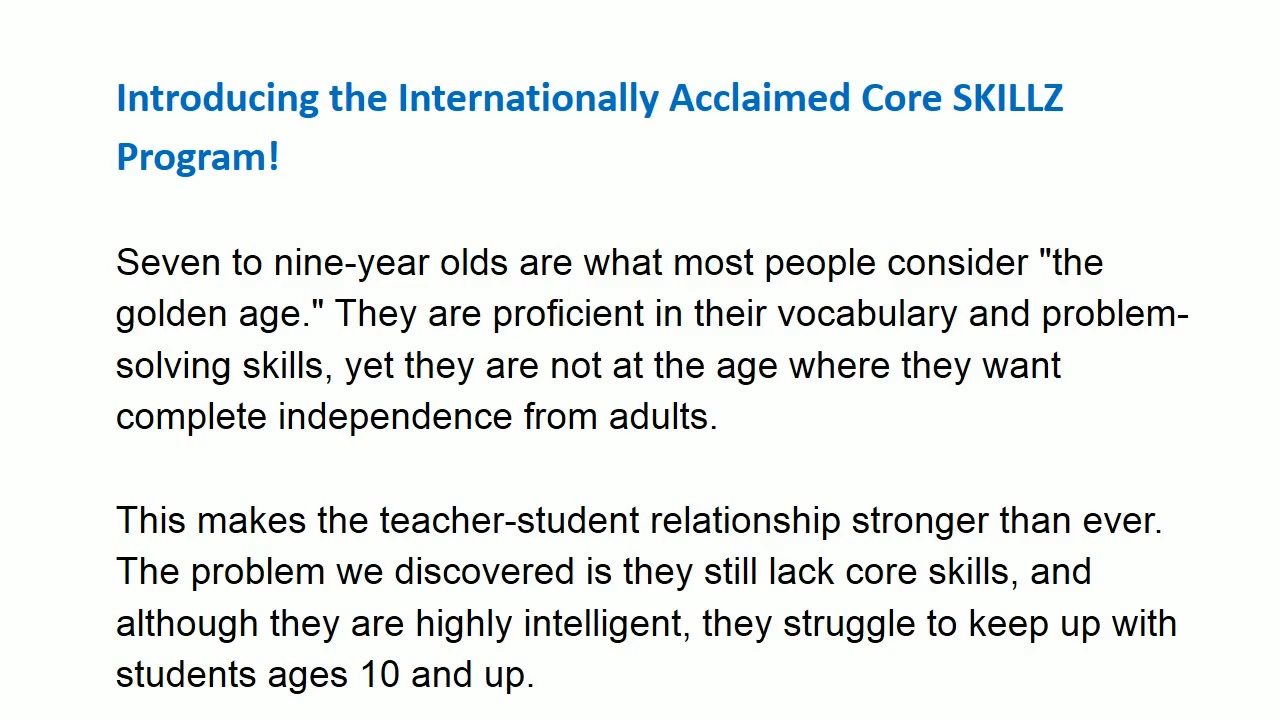 Introducing the Internationally Acclaimed Core SKILLZ
Program!
Seven to nine-year olds are what most people consider "the
golden age." They are proficient in their vocabulary and problem-
solving skills, yet they are not at the age where they want
complete independence from adults.
This makes the teacher-student relationship stronger than ever.
The problem we discovered is they still lack core skills, and
although they are highly intelligent, they struggle to keep up with
students ages 10 and up.